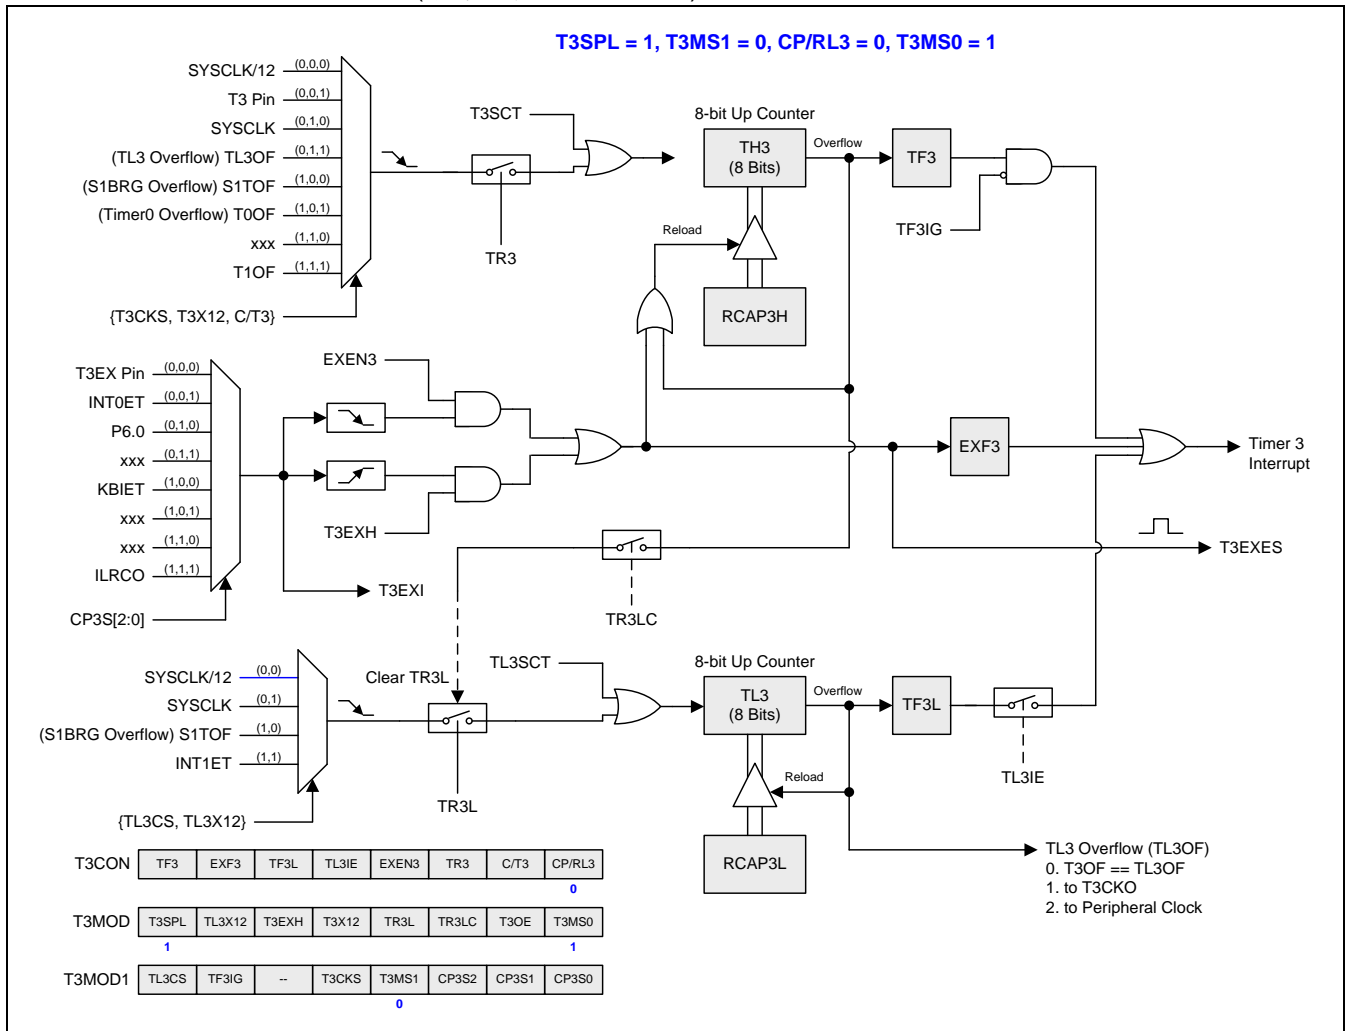 T3SPL = 1, T3MS1 = 0, CP/RL3 = 0, T3MS0 = 1
SYSCLK/12 (0,0,0)
T3 Pin (0,0,1)
SYSCLK (0,1,0)
(TL3 Overflow) TL3OF (0,1,1)
(S1BRG Overflow) S1TOF (1,0,0)
(Timer0 Overflow) T0OF (1,0,1)
xxx (1,1,0)
T1OF (1,1,1)
{T3CKS, T3X12, C/T3}
TR3
T3SCT
8-bit Up Counter
TH3
(8 Bits)
Overflow
TF3
TF3IG
Reload
RCAP3H
T3EX Pin (0,0,0)
INT0ET (0,0,1)
P6.0 (0,1,0)
xxx (0,1,1)
KBIET (1,0,0)
xxx (1,0,1)
xxx (1,1,0)
ILRCO (1,1,1)
CP3S[2:0]
EXEN3
T3EXH
T3EXI
EXF3
Timer 3
Interrupt
T3EXES
TR3LC
SYSCLK/12 (0,0)
SYSCLK (0,1)
(S1BRG Overflow) S1TOF (1,0)
INT1ET (1,1)
{TL3CS, TL3X12}
Clear TR3L
TR3L
TL3SCT
8-bit Up Counter
TL3
(8 Bits)
Overflow
TF3L
TL3IE
Reload
RCAP3L
TL3 Overflow (TL3OF)
0. T3OF == TL3OF
1. to T3CKO
2. to Peripheral Clock
T3CON TF3 EXF3 TF3L TL3IE EXEN3 TR3 C/T3 CP/RL3
0
T3MOD T3SPL TL3X12 T3EXH T3X12 TR3L TR3LC T3OE T3MS0
1 1
T3MOD1 TL3CS TF3IG -- T3CKS T3MS1 CP3S2 CP3S1 CP3S0
0